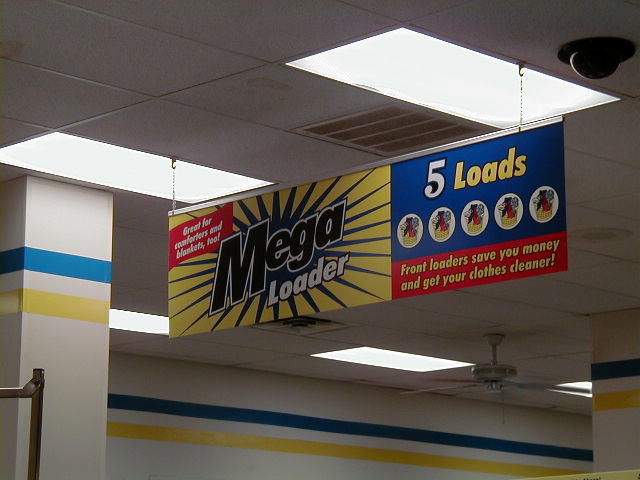 Great for
comforters and
blankets, too!
Mega
Loader
5 Loads
Front loaders save you money
and get your clothes cleaner!